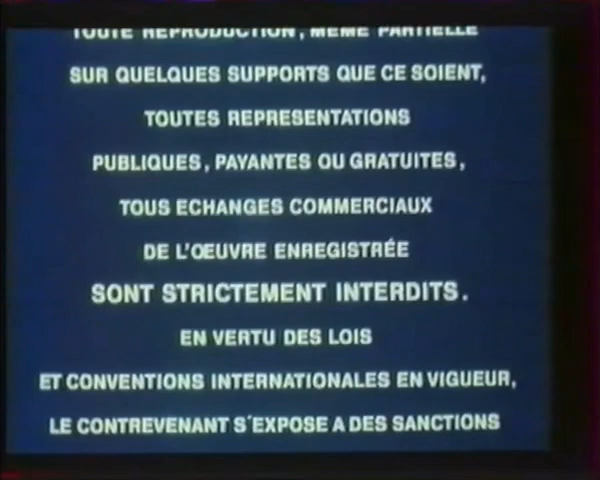 TOUTE REPRODUCTION, MÊME PARTIELLE
SUR QUELQUES SUPPORTS QUE CE SOIENT,
TOUTES REPRESENTATIONS
PUBLIQUES, PAYANTES OU GRATUITES,
TOUS ECHANGES COMMERCIAUX
DE L'ŒUVRE ENREGISTRÉE
SONT STRICTEMENT INTERDITS.
EN VERTU DES LOIS
ET CONVENTIONS INTERNATIONALES EN VIGUEUR,
LE CONTREVENANT S'EXPOSE A DES SANCTIONS